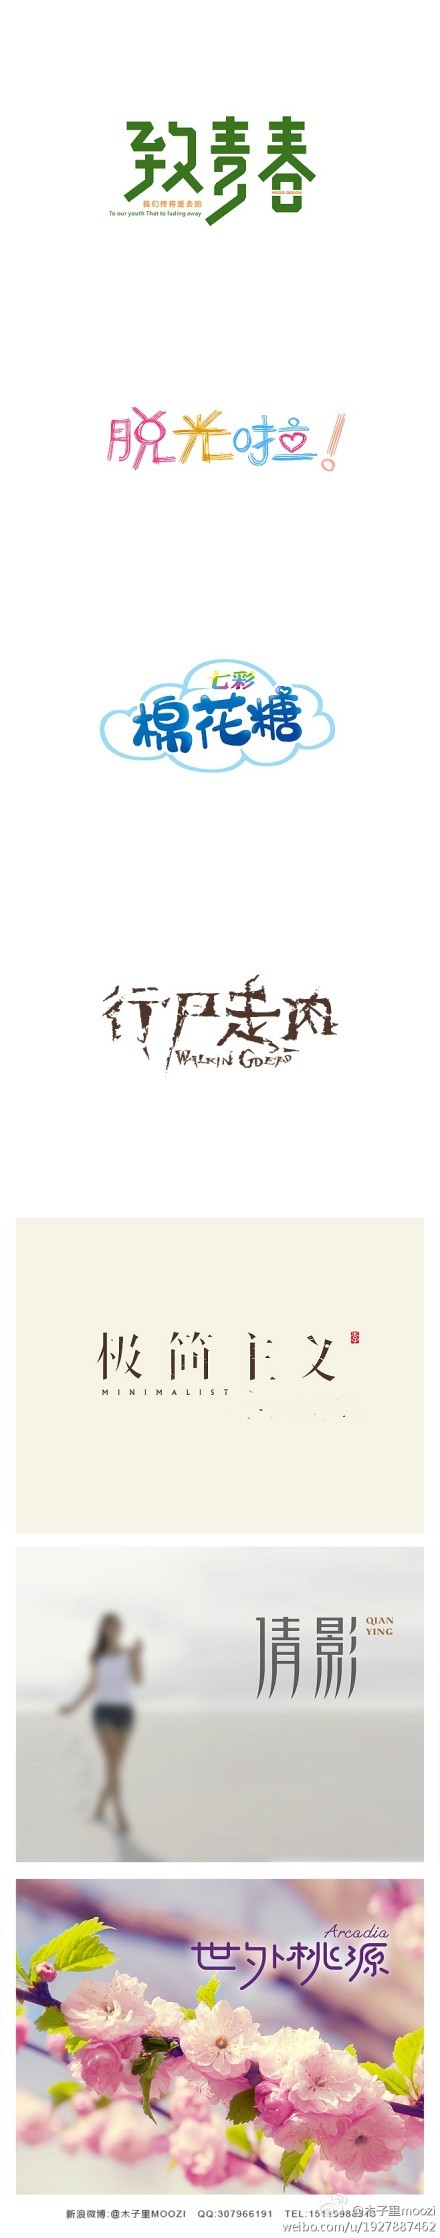 致青春
MOOZI DESIGN
我们终将逝去的
To our youth That to fading away
脱光啦！
七彩
棉花糖
行尸走肉
WALKIN GDEAD
极简主义
MINIMALIST
倩影
QIAN
YING
Arcadia
世外桃源
新浪微博:@木子里MOOZI QQ:307966191 TEL:
@木子里moozi
weibo.com/u/1927887462